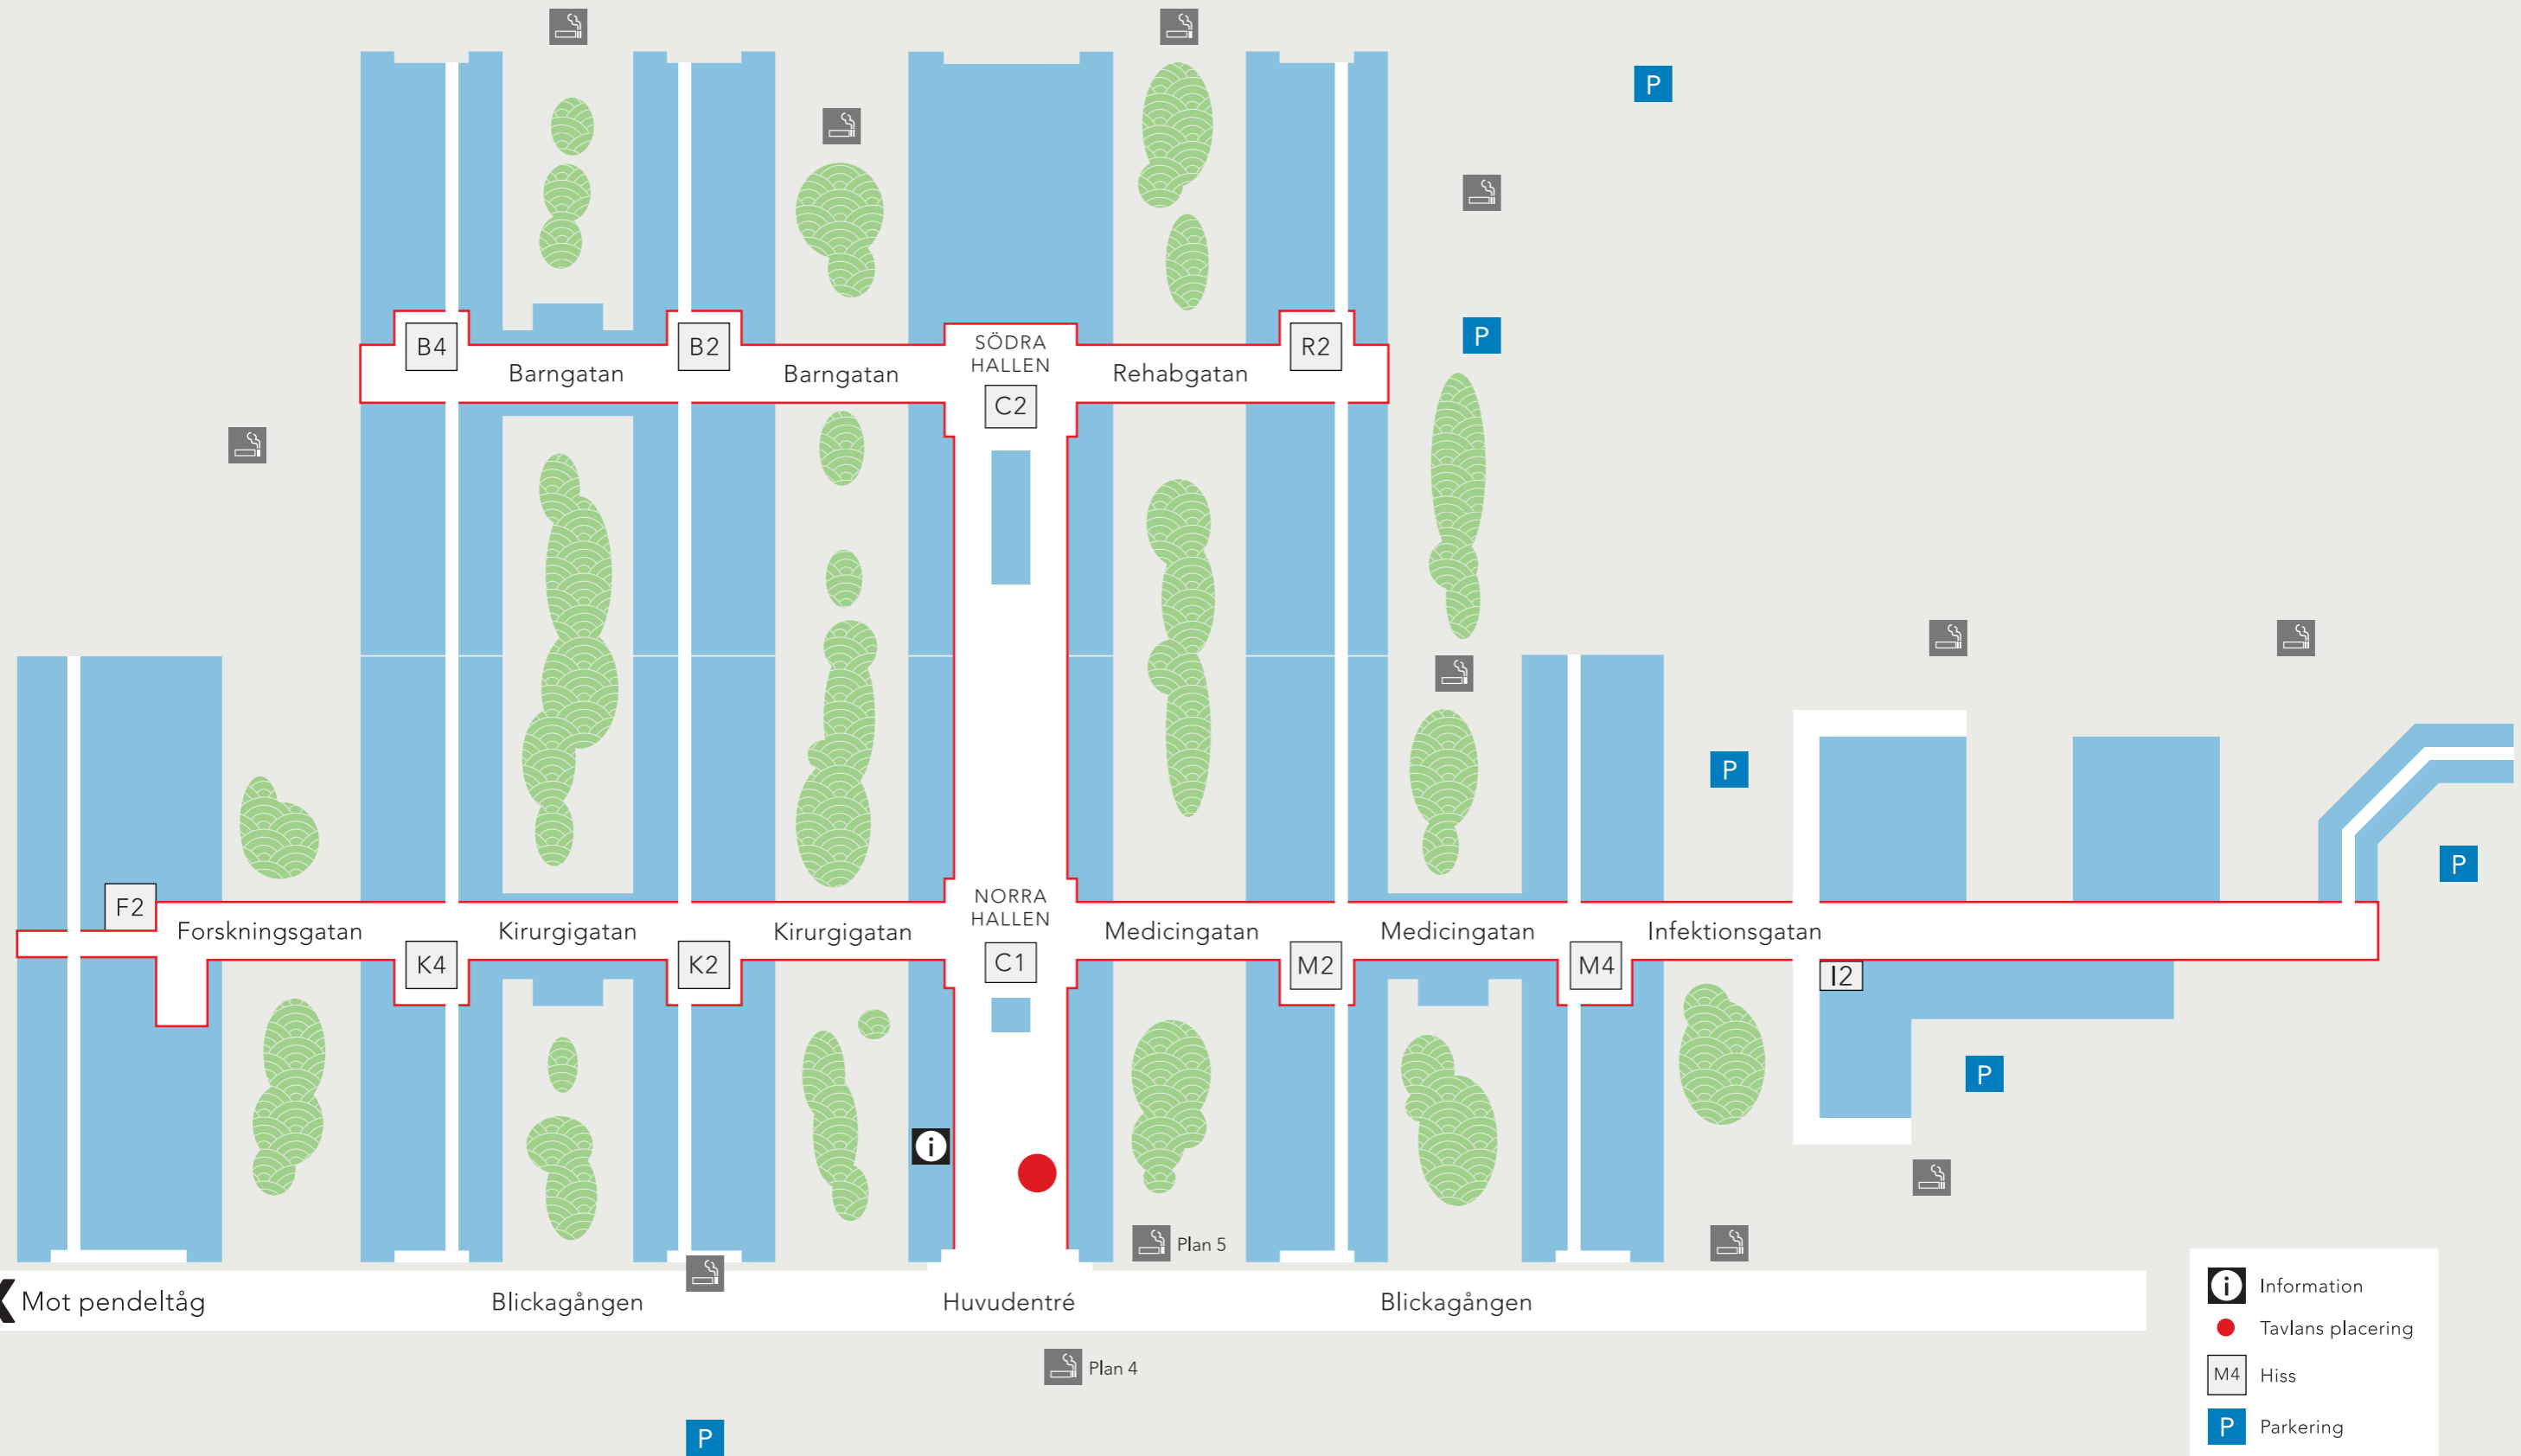 P
B4
B2
SÖDRA
HALLEN
R2
P
Barngatan
Barngatan
Rehabgatan
C2
P
P
F2
NORRA
HALLEN
Forskningsgatan
Kirurgigatan
Kirurgigatan
Medicingatan
Medicingatan
Infektionsgatan
K4
K2
C1
M2
M4
I2
P
i
Plan 5
Mot pendeltåg
Blickagången
Huvudentré
Blickagången
Plan 4
P
i Information
Tavlans placering
M4 Hiss
P Parkering